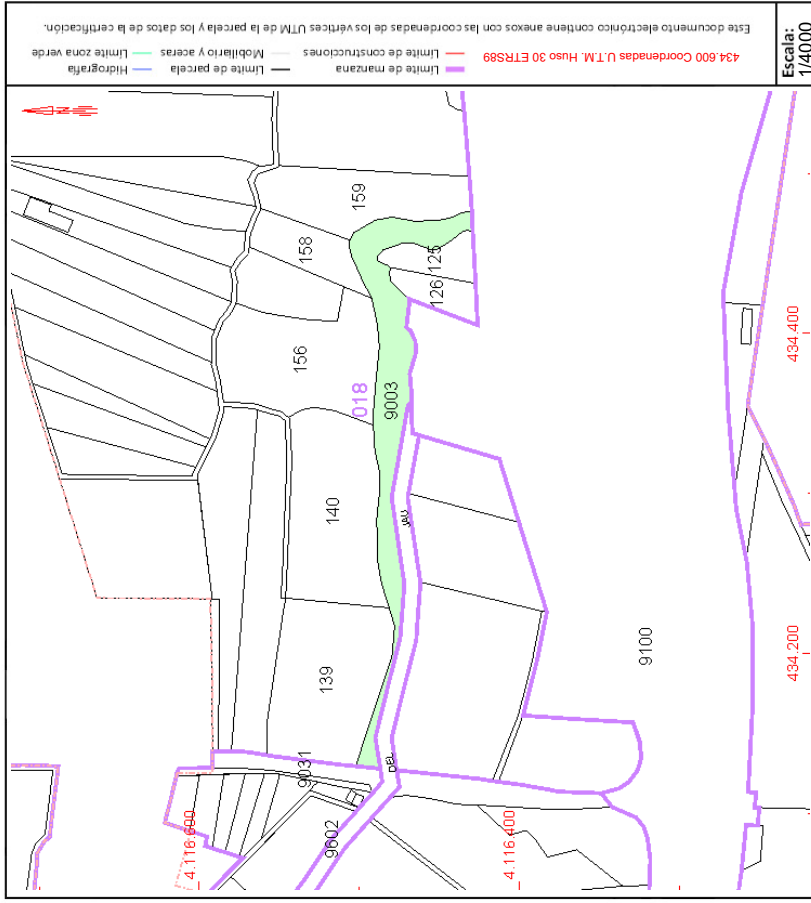 Este documento electrónico contiene anexos con las coordenadas de los vértices UTM de la parcela y los datos de la certificación.
434.600 Coordenadas U.T.M. Huso 30 ETRS89
Límite de manzana
Límite de construcciones
Límite de parcela
Mobiliario y aceras
Hidrografía
Límite zona verde
Escala:
1/4000
159
158
125
126
156
018
9003
140
JAU
139
9100
DEL
9031
9602
4.116.600
4.116.400
434.400
434.200